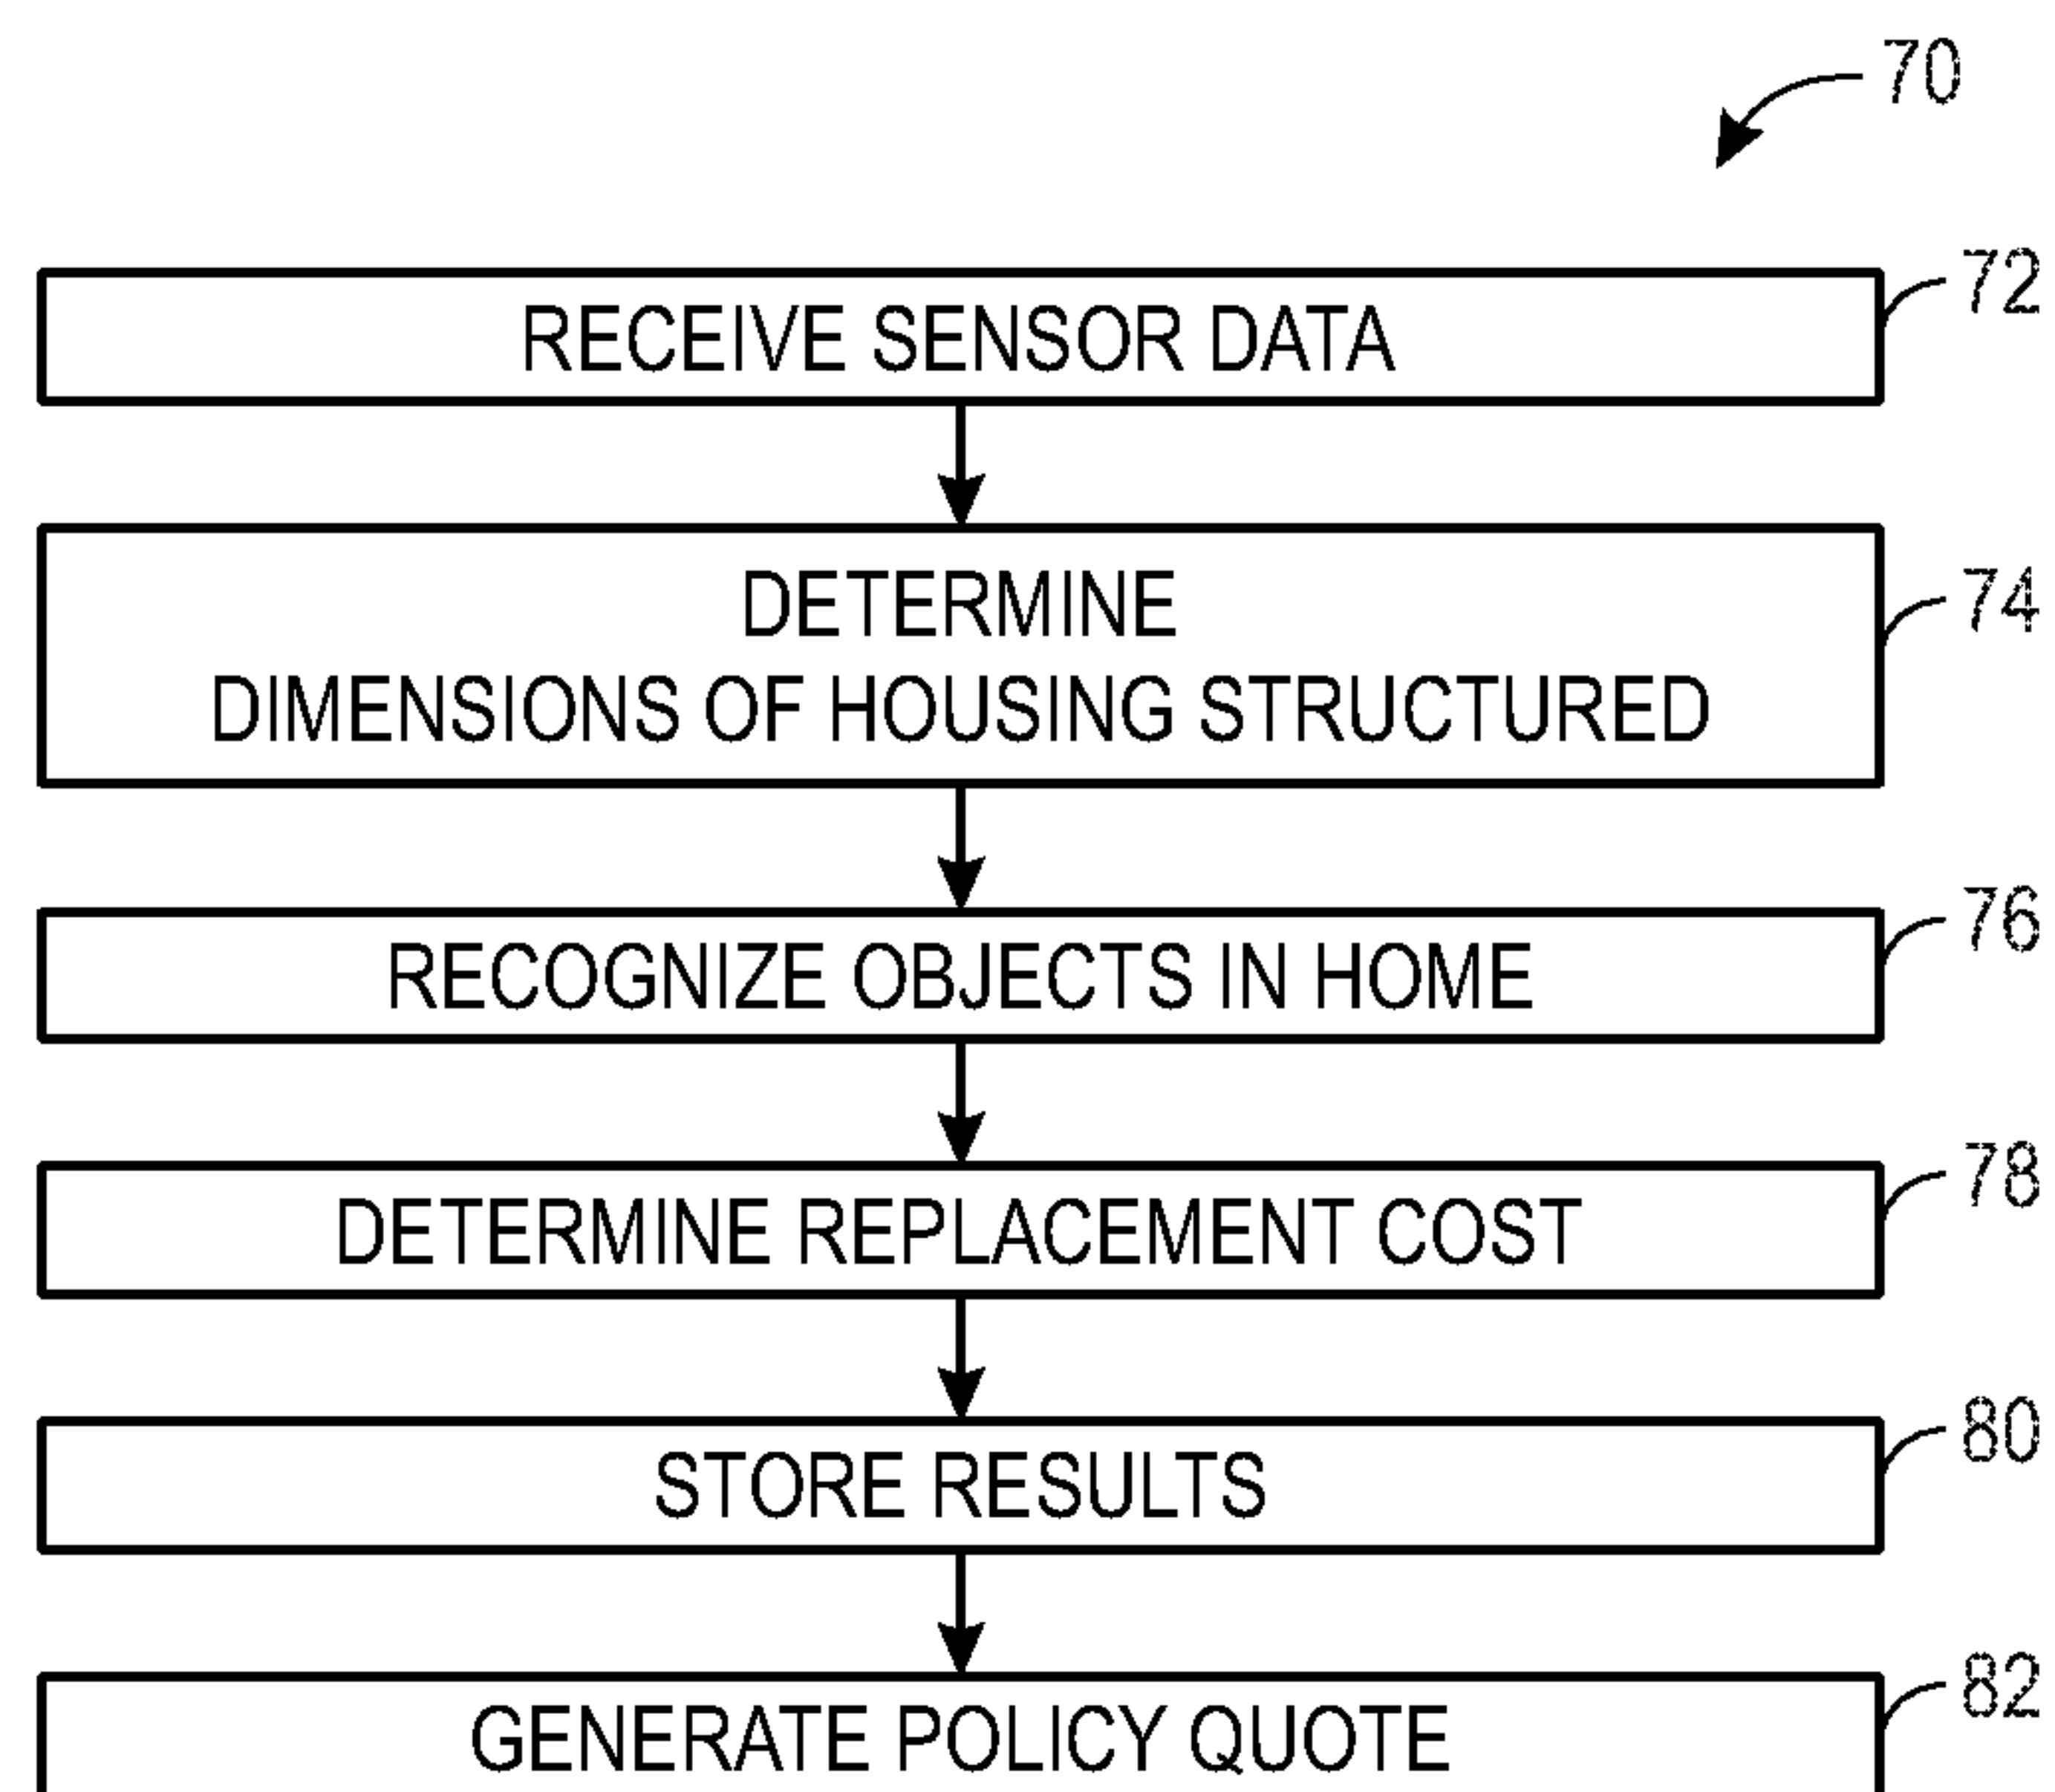 70
RECEIVE SENSOR DATA
72
DETERMINE
DIMENSIONS OF HOUSING STRUCTURED
74
RECOGNIZE OBJECTS IN HOME
76
DETERMINE REPLACEMENT COST
78
STORE RESULTS
80
GENERATE POLICY QUOTE
82